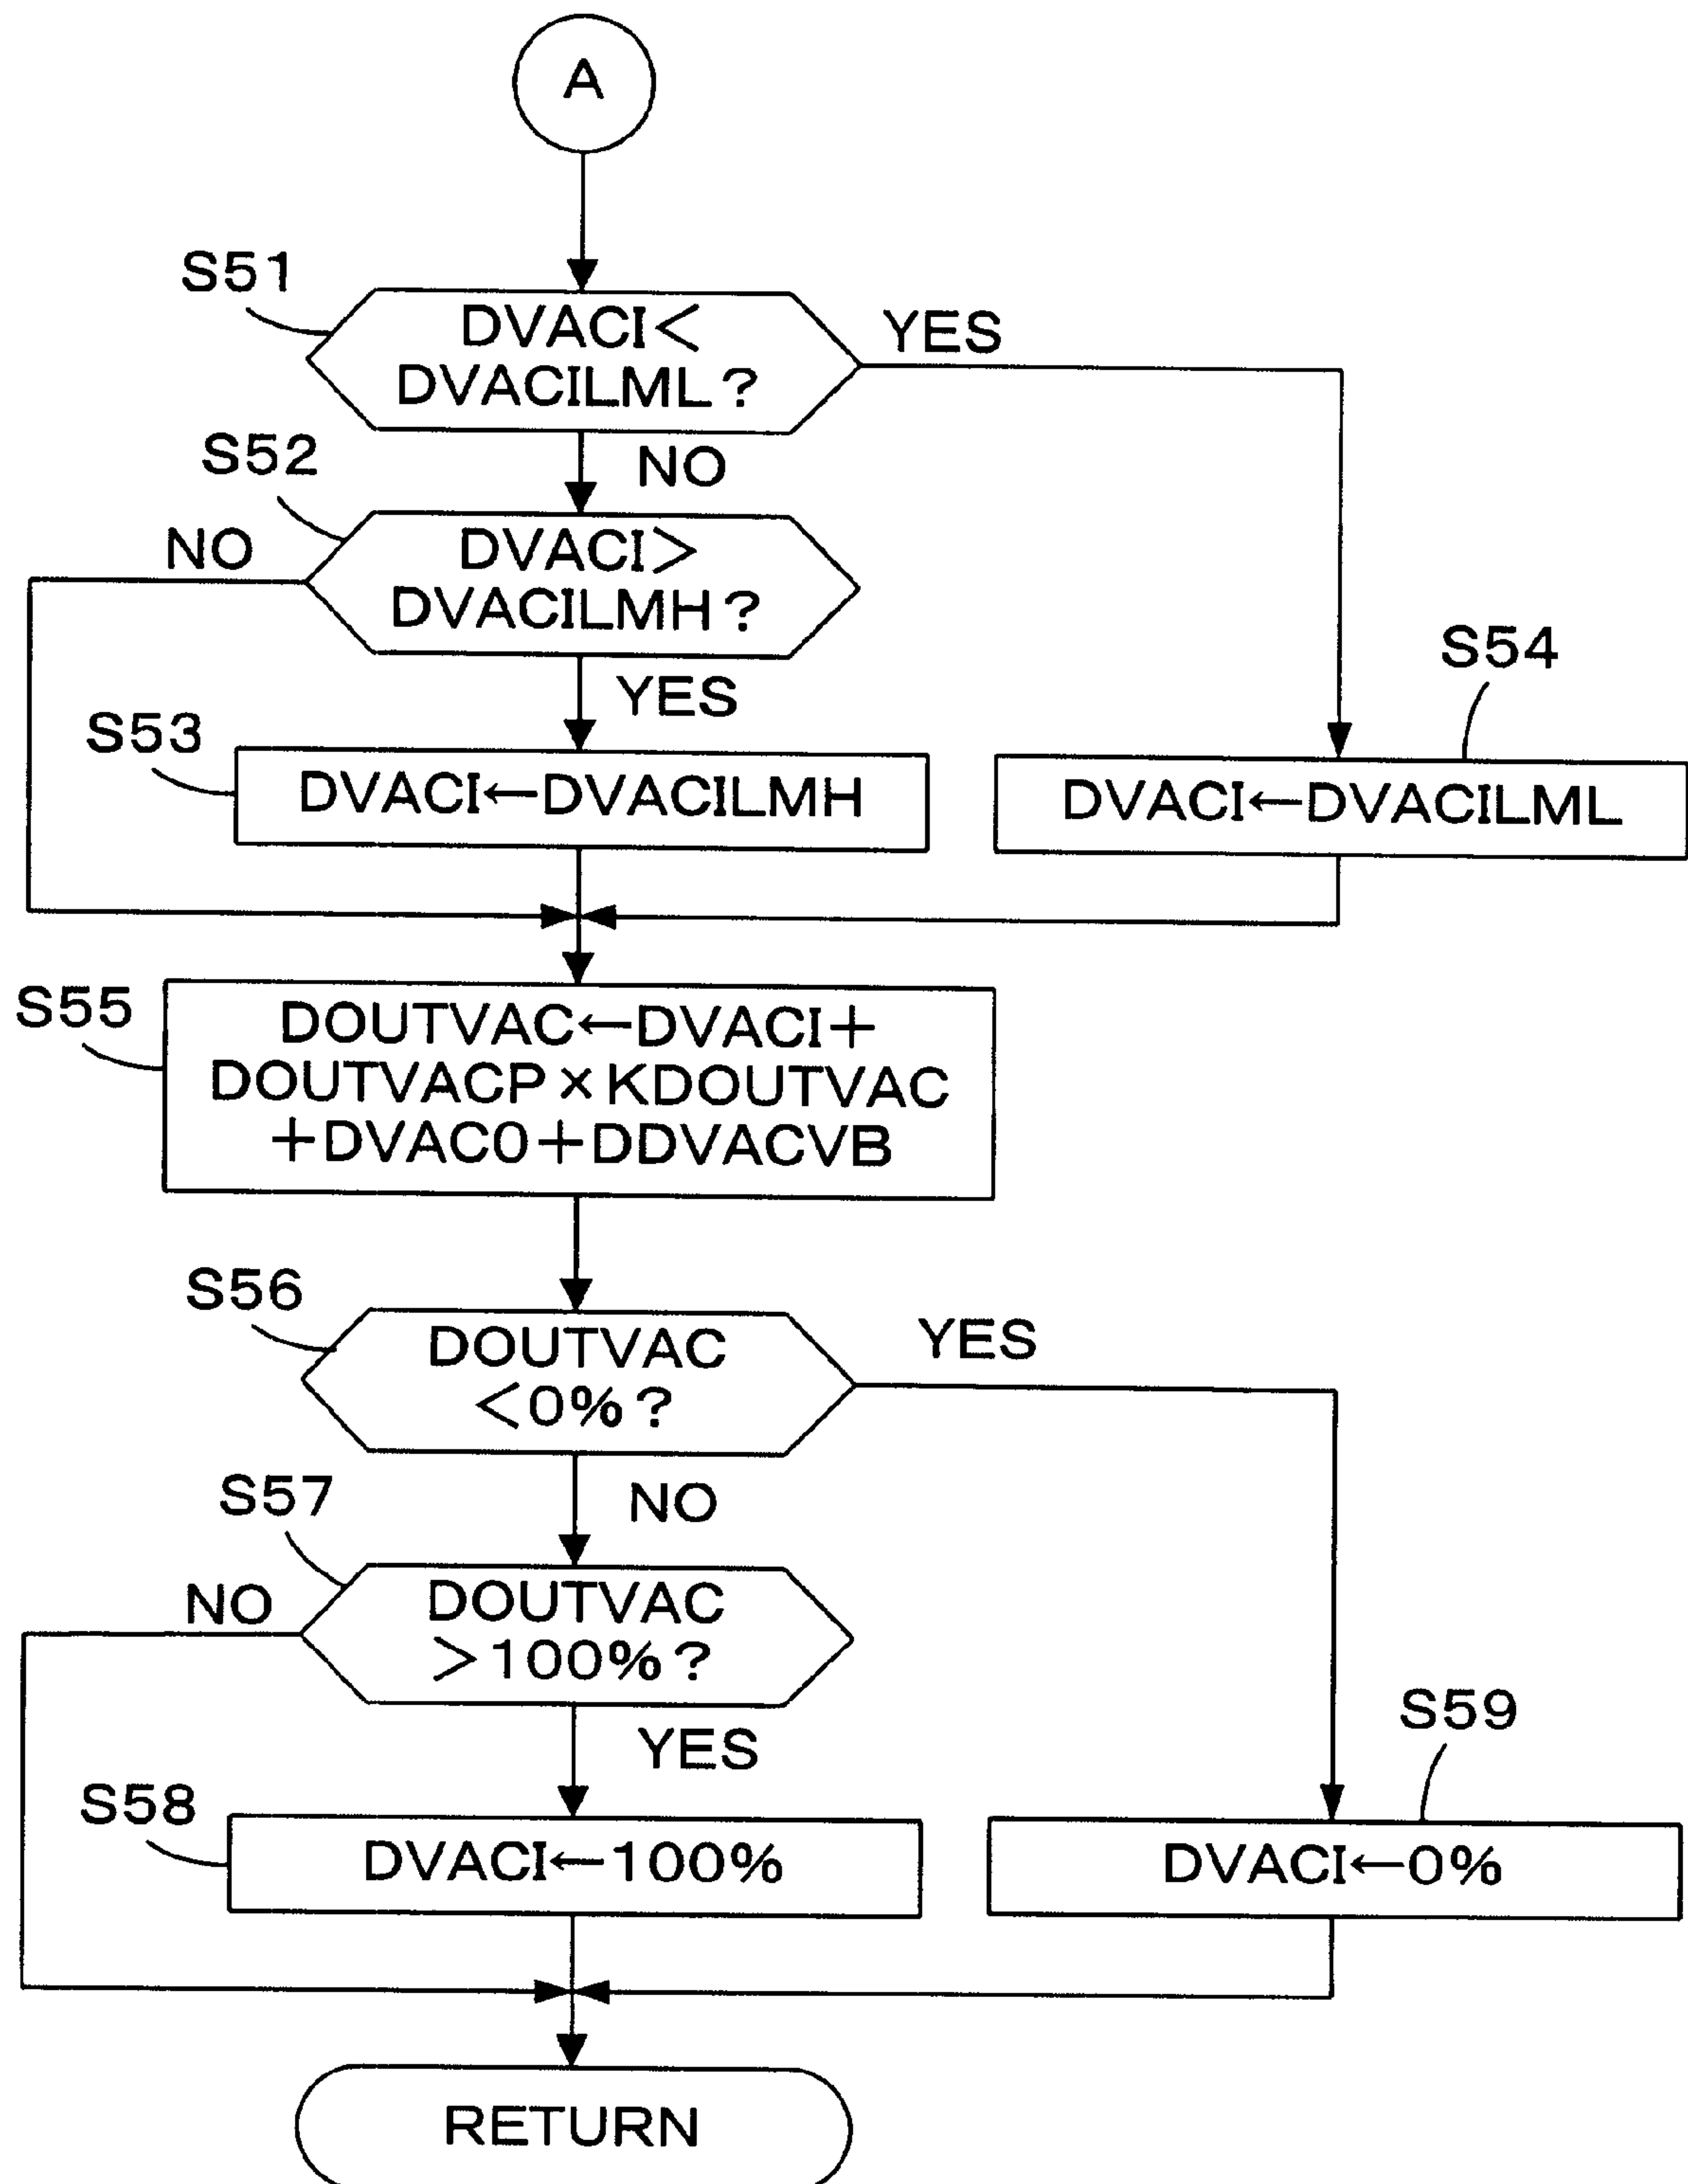 A
S51
DVACI<
DVACILML?
YES
NO
S52
NO
DVACI>
DVACILMH?
YES
S54
S53
DVACI←DVACILMH
DVACI←DVACILML
S55
DOUTVAC←DVACI+
DOUTVACP×KDOUTVAC
+DVAC0+DDVACVB
S56
YES
DOUTVAC
<0%?
NO
S57
NO
DOUTVAC
>100%?
YES
S59
S58
DVACI←100%
DVACI←0%
RETURN